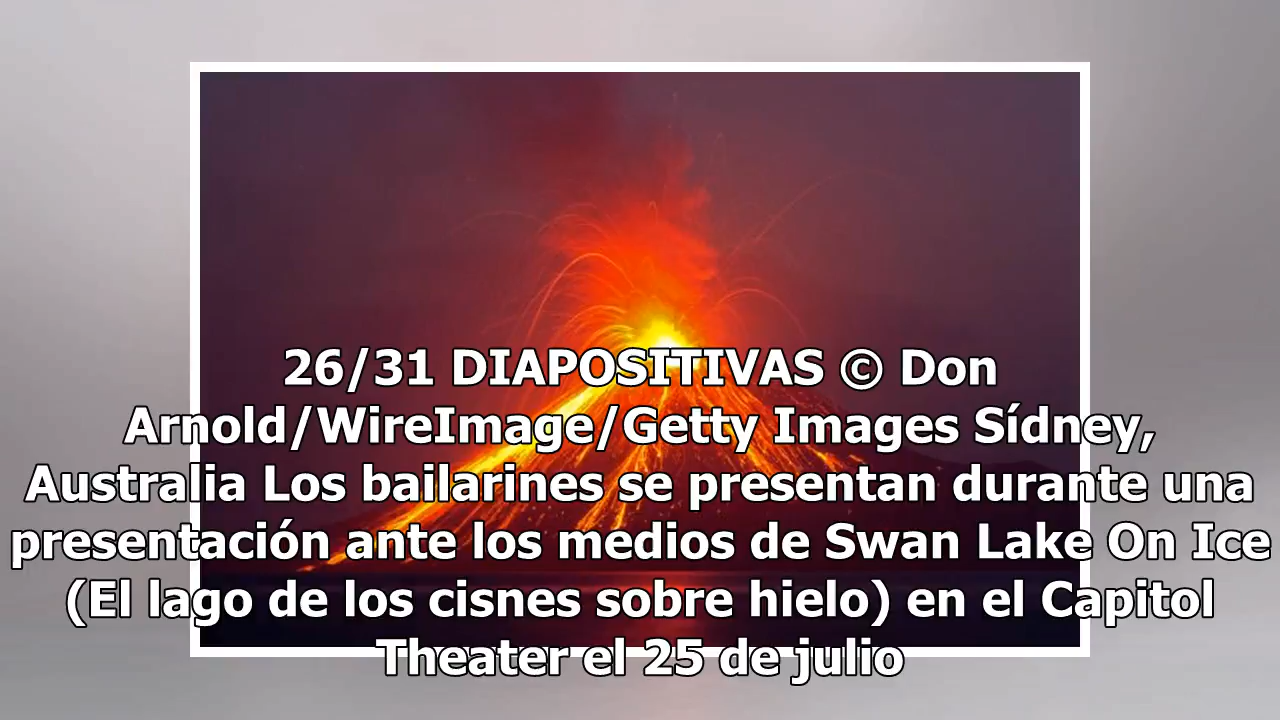 26/31 DIAPOSITIVAS © Don
Arnold/WireImage/Getty Images Sídney,
Australia Los bailarines se presentan durante una
presentación ante los medios de Swan Lake On Ice
(El lago de los cisnes sobre hielo) en el Capitol
Theater el 25 de julio